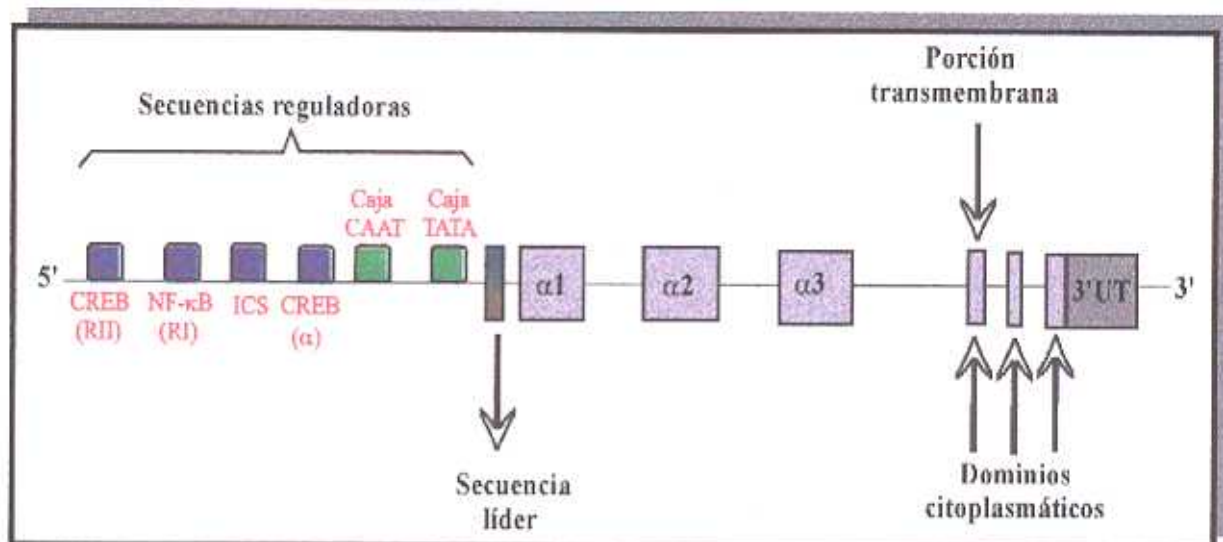 Porción
transmembrana
Secuencias reguladoras
Caja
CAAT
Caja
TATA
5'
α1
α2
α3
3'UT
3'
CREB
(RII)
NF-κB
(RI)
ICS
CREB
(α)
Secuencia
líder
Dominios
citoplasmáticos